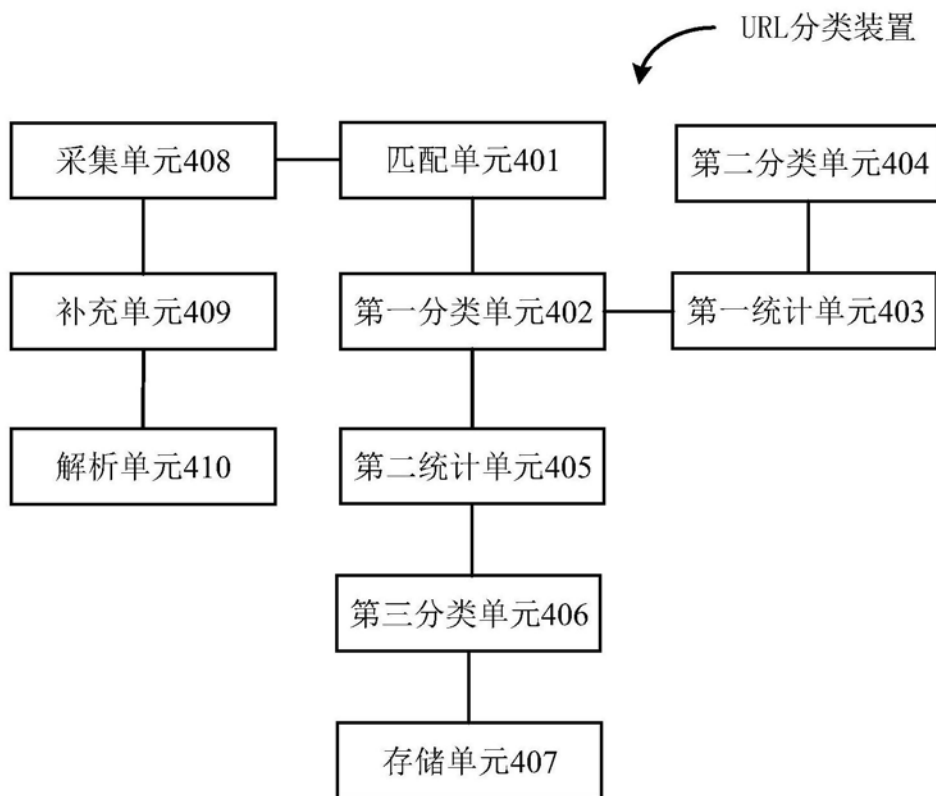 URL分类装置
采集单元408
匹配单元401
第二分类单元404
补充单元409
第一分类单元402
第一统计单元403
解析单元410
第二统计单元405
第三分类单元406
存储单元407